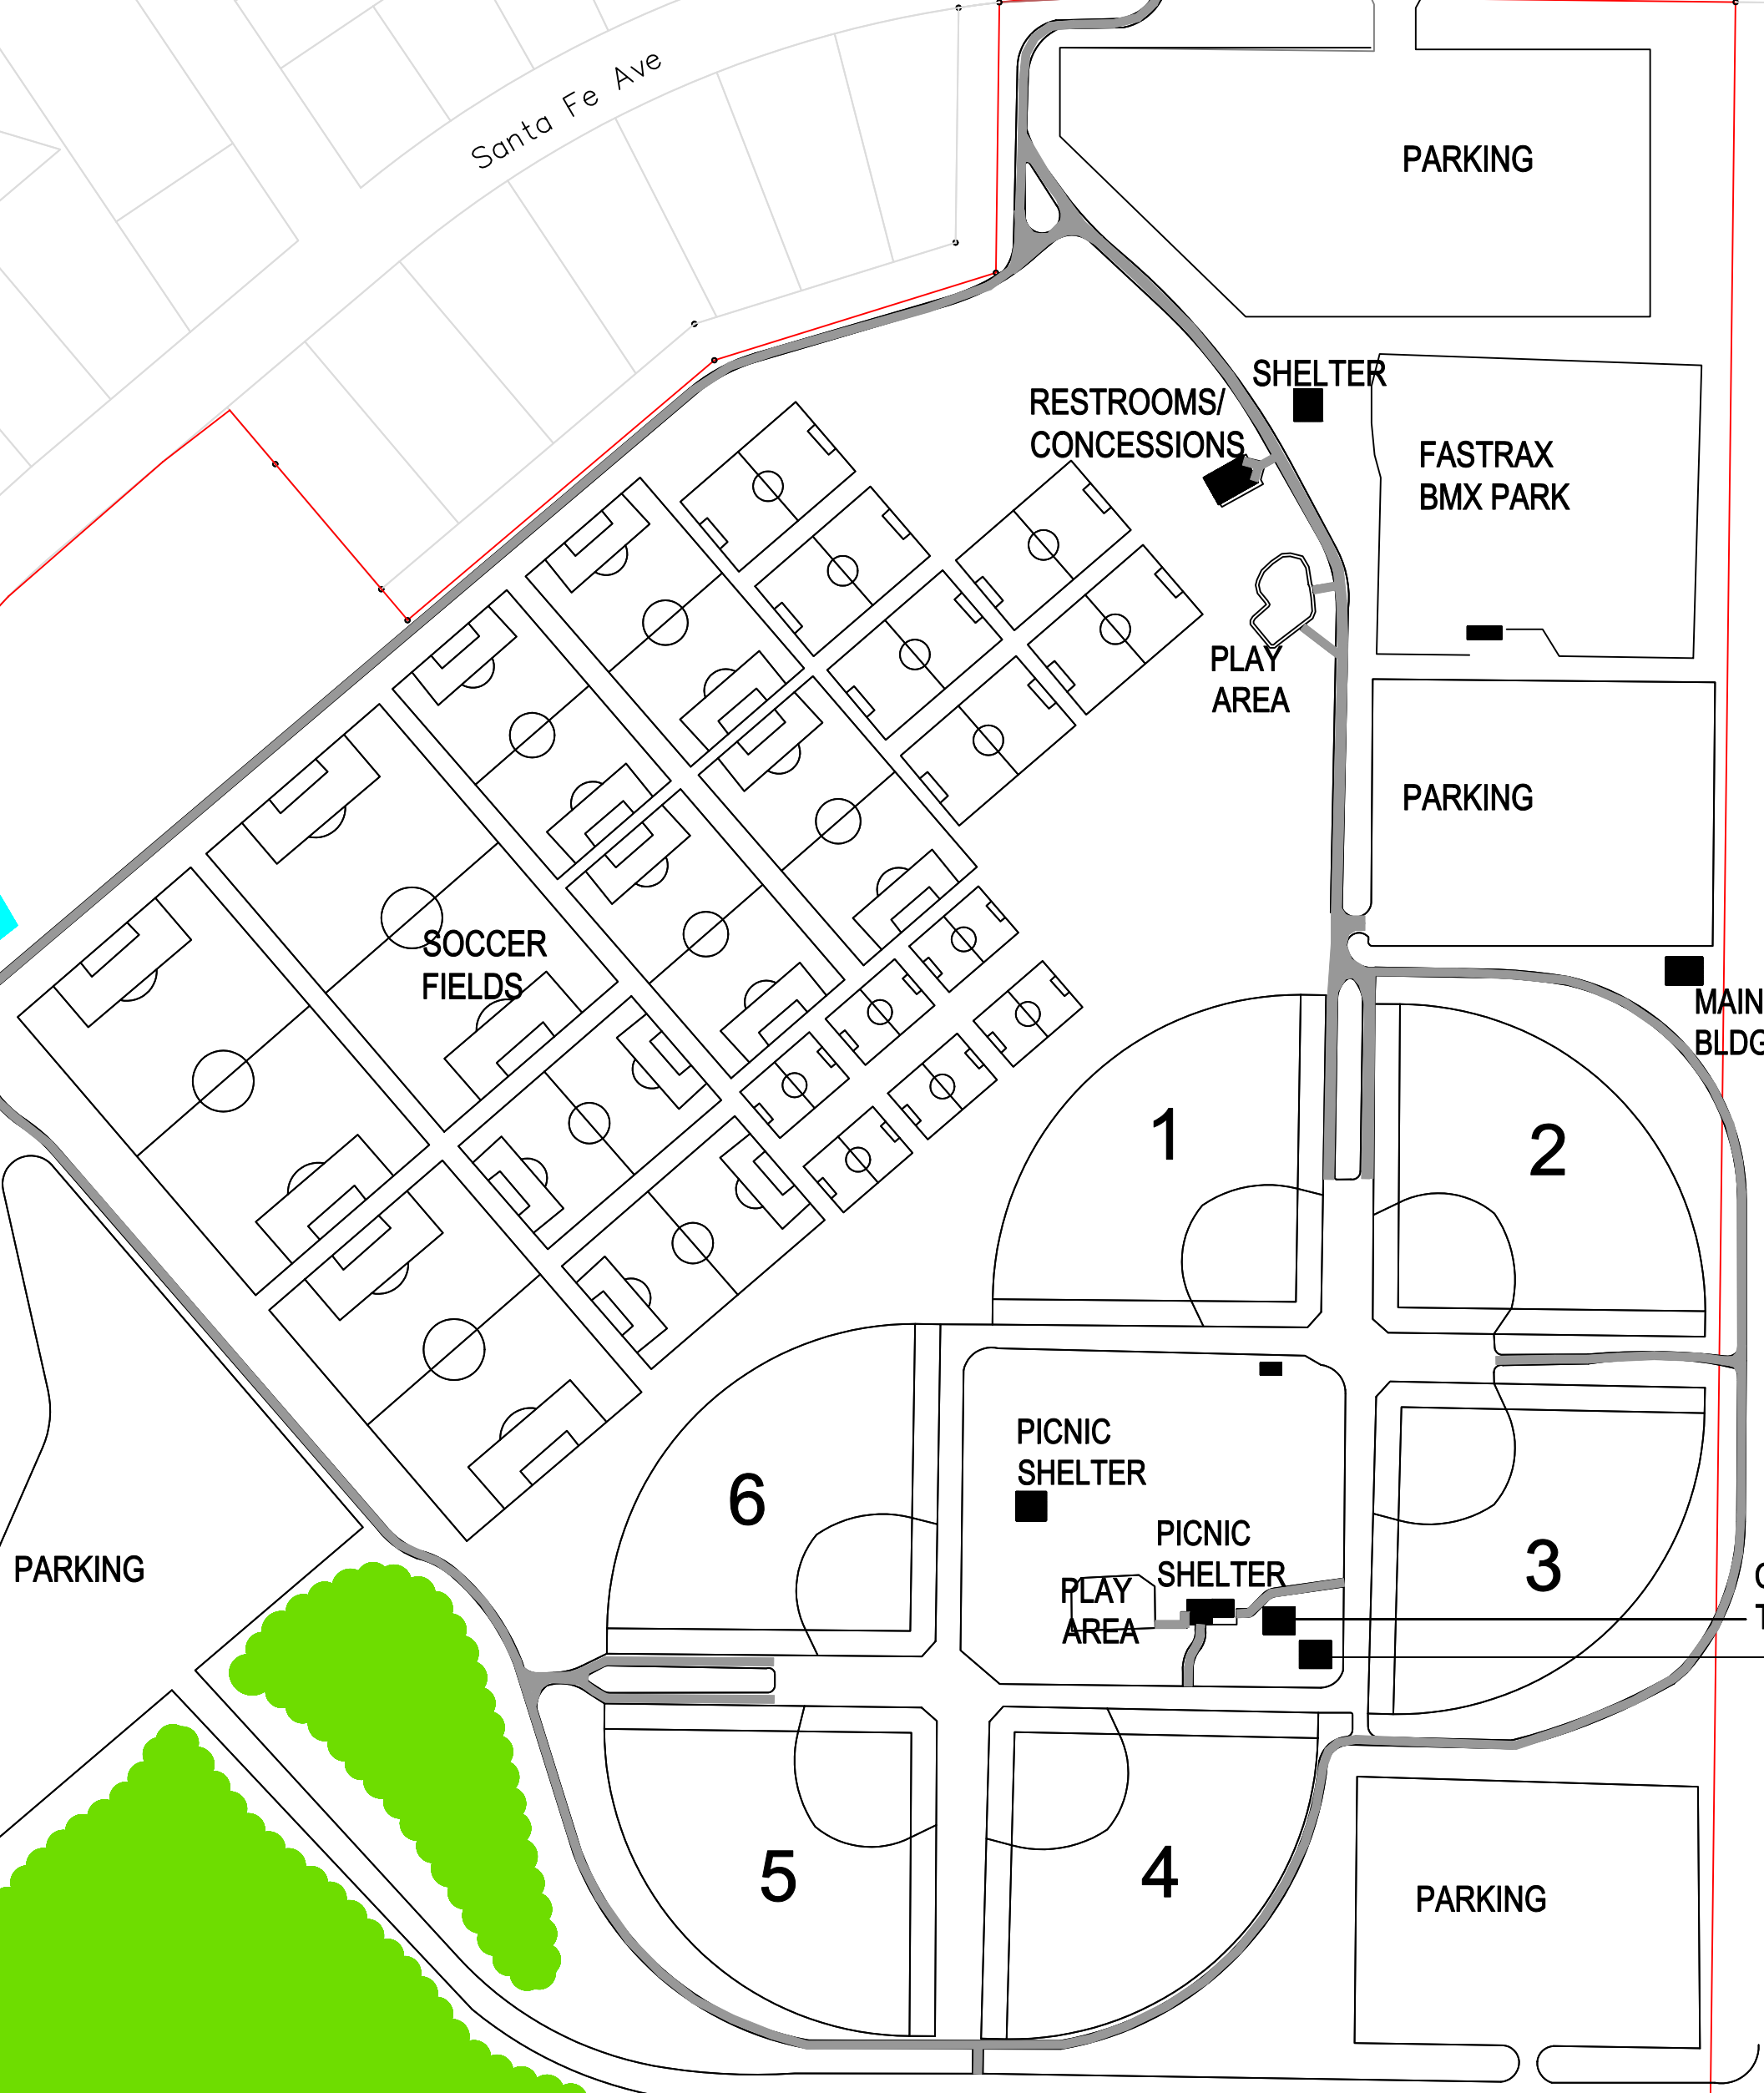 Santa Fe Ave
PARKING
SHELTER
RESTROOMS/
CONCESSIONS
FASTRAX
BMX PARK
PLAY
AREA
PARKING
SOCCER
FIELDS
MAIN
BLDG
1
2
PICNIC
SHELTER
6
PICNIC
SHELTER
3
PARKING
PLAY
AREA
5
4
PARKING